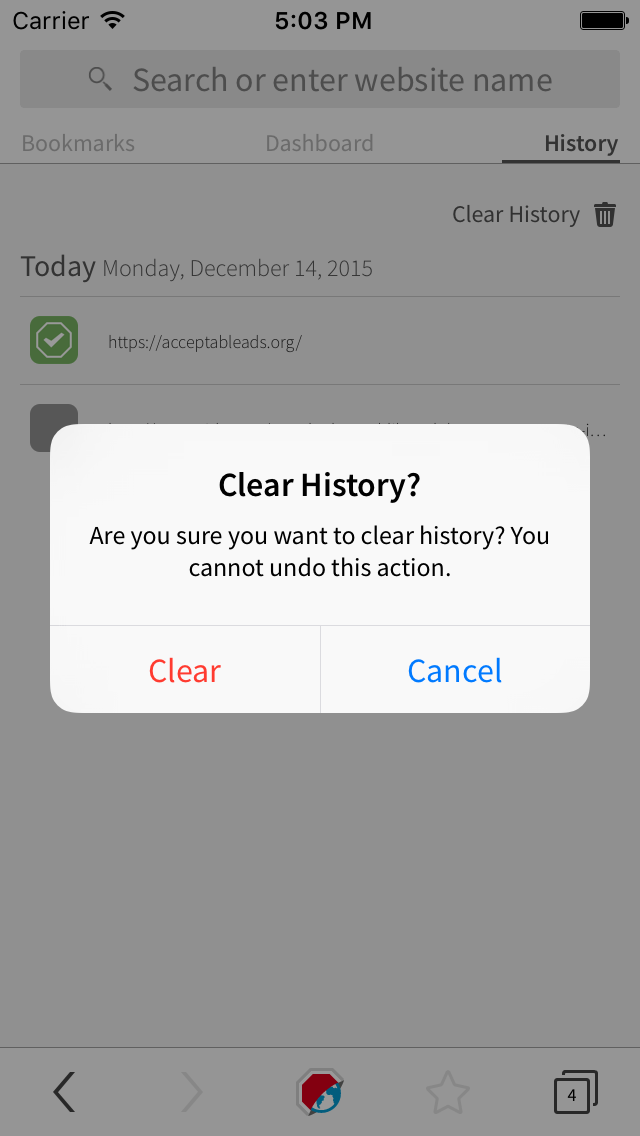 Carrier 5:03 PM
Search or enter website name
Bookmarks Dashboard History
Clear History
Today Monday, December 14, 2015
https://acceptableads.org/
Clear History?
Are you sure you want to clear history? You
cannot undo this action.
Clear Cancel
4